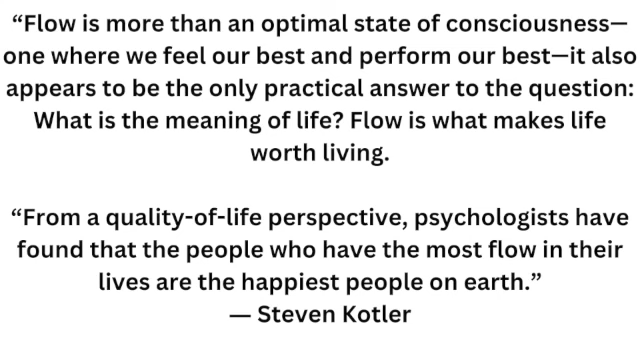 “Flow is more than an optimal state of consciousness—
one where we feel our best and perform our best—it also
appears to be the only practical answer to the question:
What is the meaning of life? Flow is what makes life
worth living.
“From a quality-of-life perspective, psychologists have
found that the people who have the most flow in their
lives are the happiest people on earth.”
— Steven Kotler